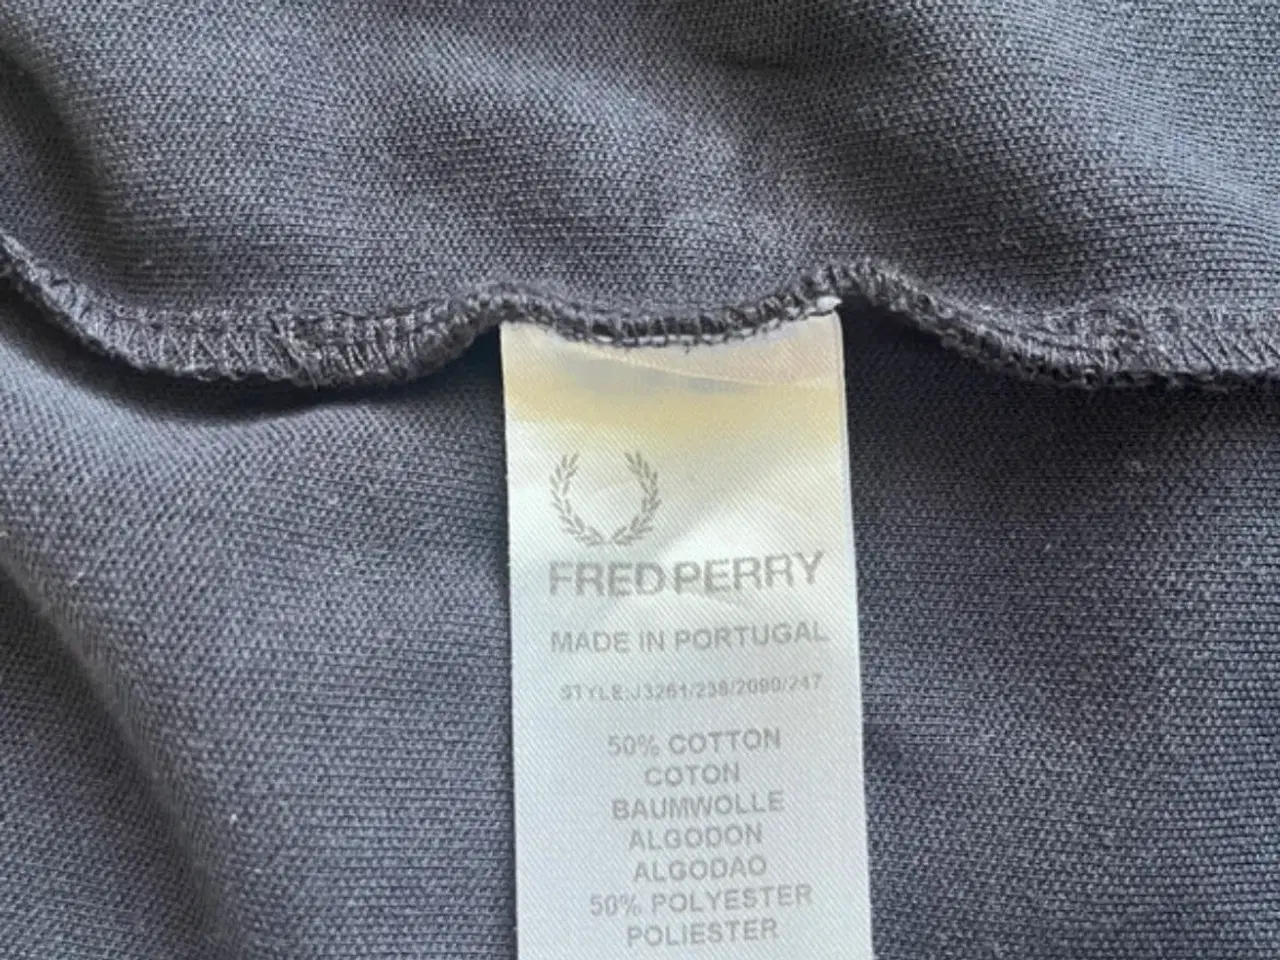 FRED PERRY
MADE IN PORTUGAL
STYLE:J3261/238/2090/247
50% COTTON
COTON
BAUMWOLLE
ALGODON
ALGODAO
50% POLYESTER
POLIESTER